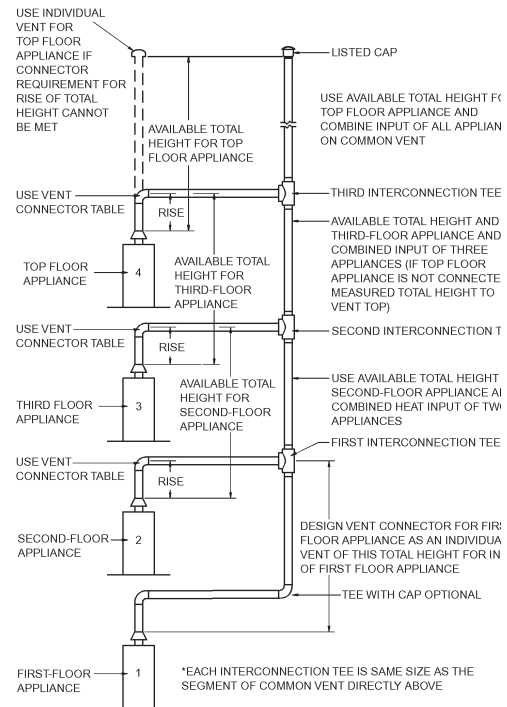 USE INDIVIDUAL
VENT FOR
TOP FLOOR
APPLIANCE IF
CONNECTOR
REQUIREMENT FOR
RISE OF TOTAL
HEIGHT CANNOT
BE MET
LISTED CAP
USE AVAILABLE TOTAL HEIGHT
TOP FLOOR APPLIANCE AND
COMBINE INPUT OF ALL
ON COMMON VENT
AVAILABLE TOTAL
HEIGHT FOR TOP
FLOOR APPLIANCE
USE VENT
CONNECTOR TABLE
RISE
THIRD INTERCONNECTION TEE
AVAILABLE TOTAL HEIGHT AND
THIRD-FLOOR APPLIANCE AND
COMBINED INPUT OF THREE
APPLIANCES (IF TOP FLOOR
APPLIANCE IS NOT
MEASURED TOTAL HEIGHT TO
VENT TOP)
TOP FLOOR
APPLIANCE
4
AVAILABLE TOTAL
HEIGHT FOR
THIRD-FLOOR
APPLIANCE
USE VENT
CONNECTOR TABLE
RISE
SECOND INTERCONNECTION
AVAILABLE TOTAL
HEIGHT FOR
SECOND-FLOOR
APPLIANCE
USE AVAILABLE TOTAL HEIGHT
SECOND-FLOOR APPLIANCE
COMBINED HEAT INPUT OF
APPLIANCES
THIRD FLOOR
APPLIANCE
3
FIRST INTERCONNECTION TEE
USE VENT
CONNECTOR TABLE
RISE
DESIGN VENT CONNECTOR FOR
FLOOR APPLIANCE AS AN
VENT OF THIS TOTAL HEIGHT FOR
OF FIRST FLOOR APPLIANCE
SECOND-FLOOR
APPLIANCE
2
TEE WITH CAP OPTIONAL
FIRST-FLOOR
APPLIANCE
1
*EACH INTERCONNECTION TEE IS SAME SIZE AS THE
SEGMENT OF COMMON VENT DIRECTLY ABOVE